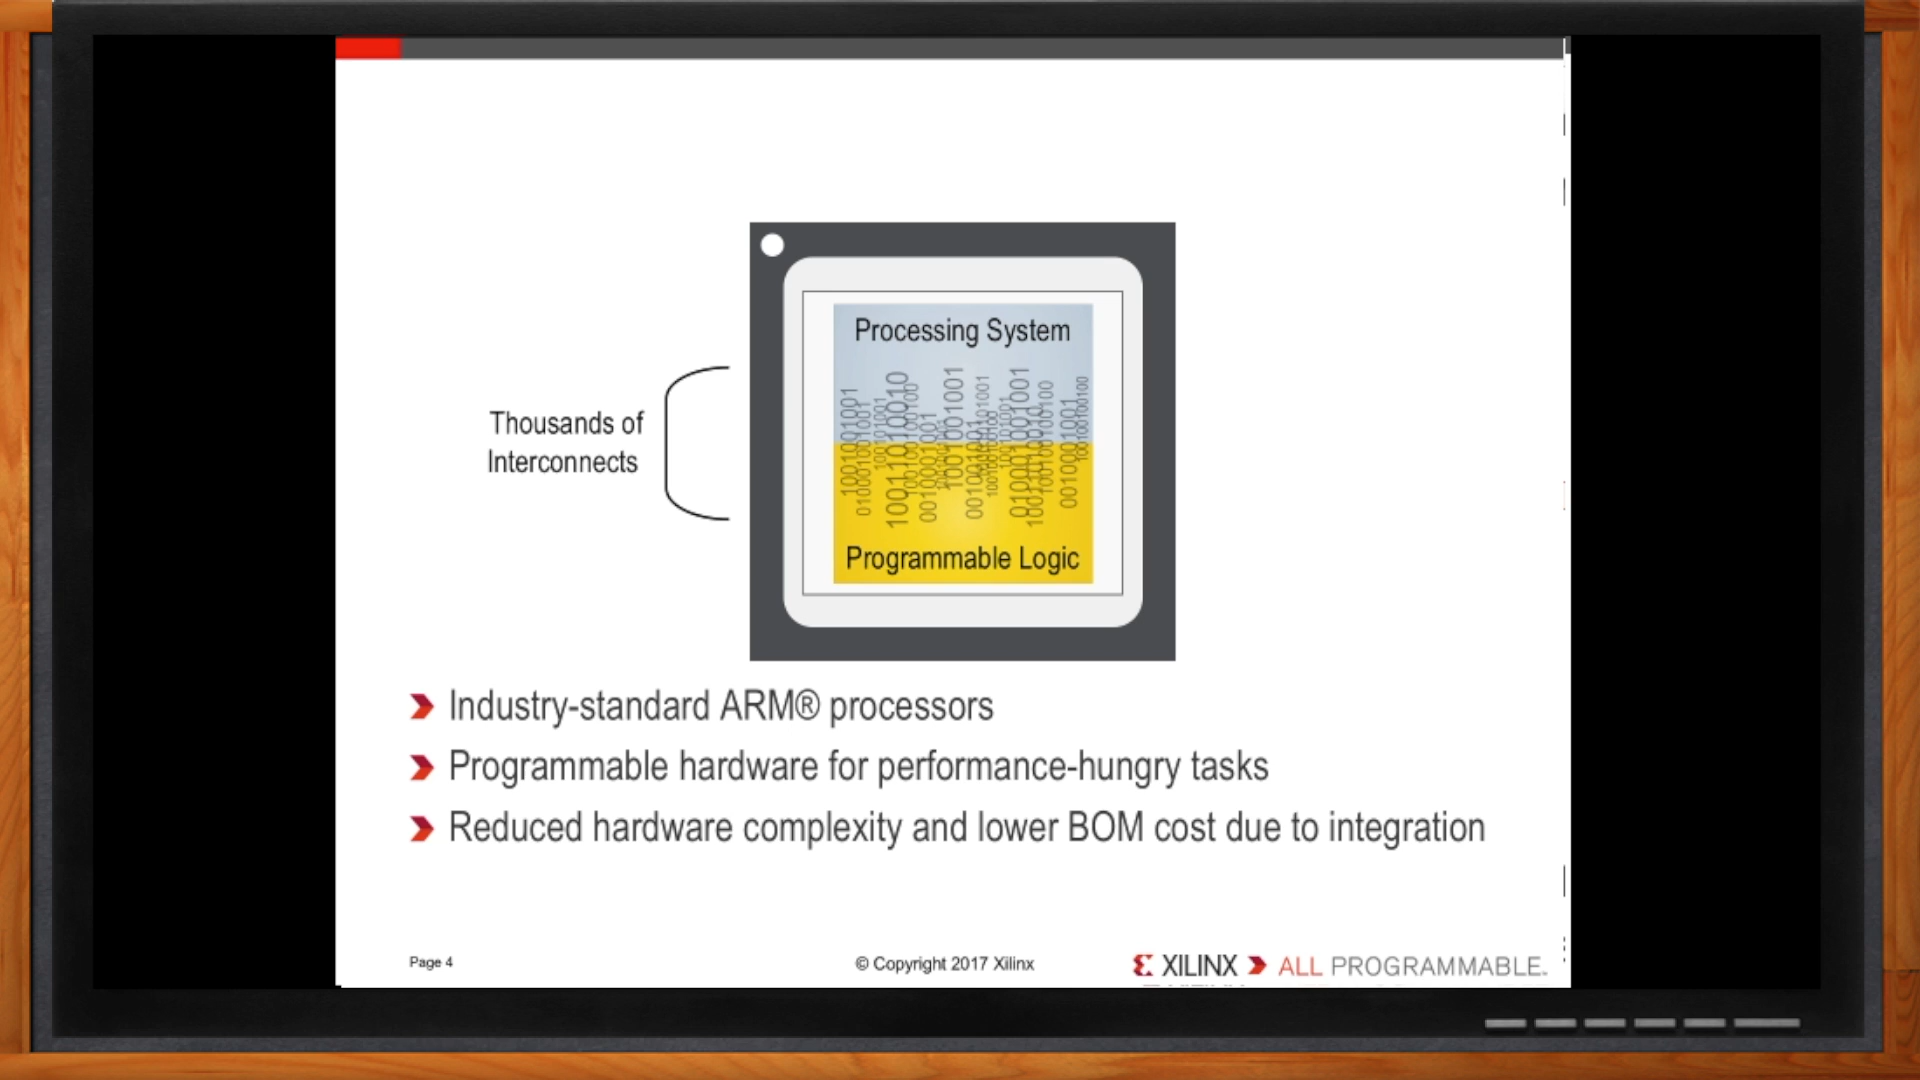 Processing System
Thousands of
Interconnects
Programmable Logic
Industry-standard ARM® processors
Programmable hardware for performance-hungry tasks
Reduced hardware complexity and lower BOM cost due to integration
Page 4
© Copyright 2017 Xilinx
XILINX ALL PROGRAMMABLE.